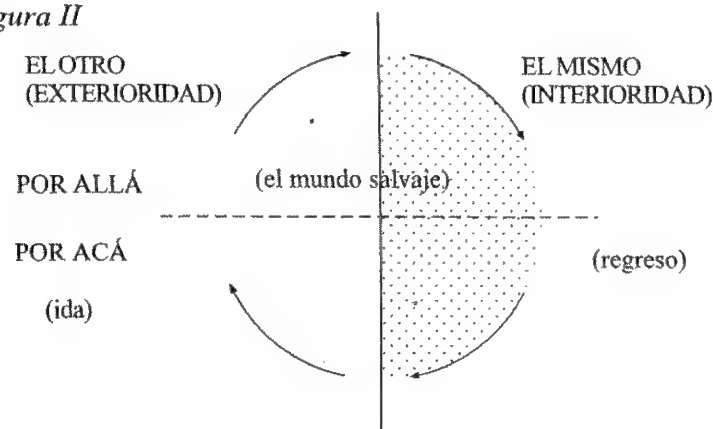 gura II
EL OTRO
(EXTERIORIDAD)
EL MISMO
(INTERIORIDAD)
POR ALLÁ
(el mundo salvaje)
POR ACÁ
(regreso)
(ida)